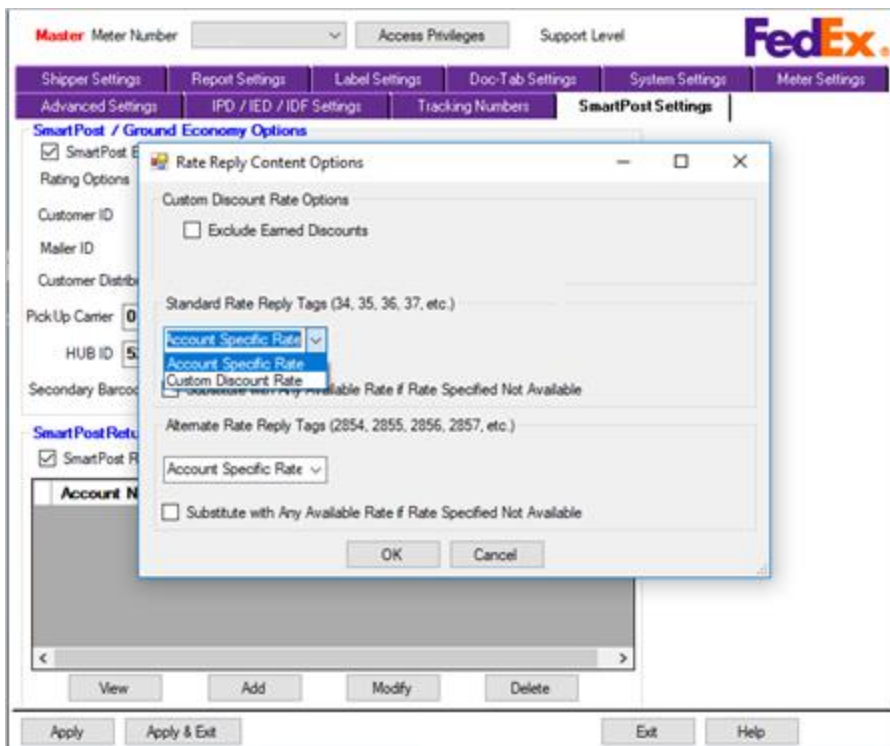 Master Meter Number
Access Privileges
Support Level
FedEx.
Shipper Settings
Report Settings
Label Settings
Doc-Tab Settings
System Settings
Meter Settings
Advanced Settings
IPD / IED / IDF Settings
Tracking Numbers
SmartPost Settings
SmartPost / Ground Economy Options
SmartPost E
Rating Options
Customer ID
Mailer ID
Customer Distribu
PickUp Carrier 0
HUB ID
Secondary Barcod
SmartPost Retu
SmartPost R
Account N
Rate Reply Content Options
Custom Discount Rate Options
Exclude Earned Discounts
Standard Rate Reply Tags (34, 35, 36, 37, etc.)
Account Specific Rate
Account Specific Rate
Custom Discount Rate
Substitute with Any Available Rate if Rate Specified Not Available
Alternate Rate Reply Tags (2854, 2855, 2856, 2857, etc.)
Account Specific Rate
Substitute with Any Available Rate if Rate Specified Not Available
OK
Cancel
View
Add
Modify
Delete
Apply
Apply & Exit
Exit
Help